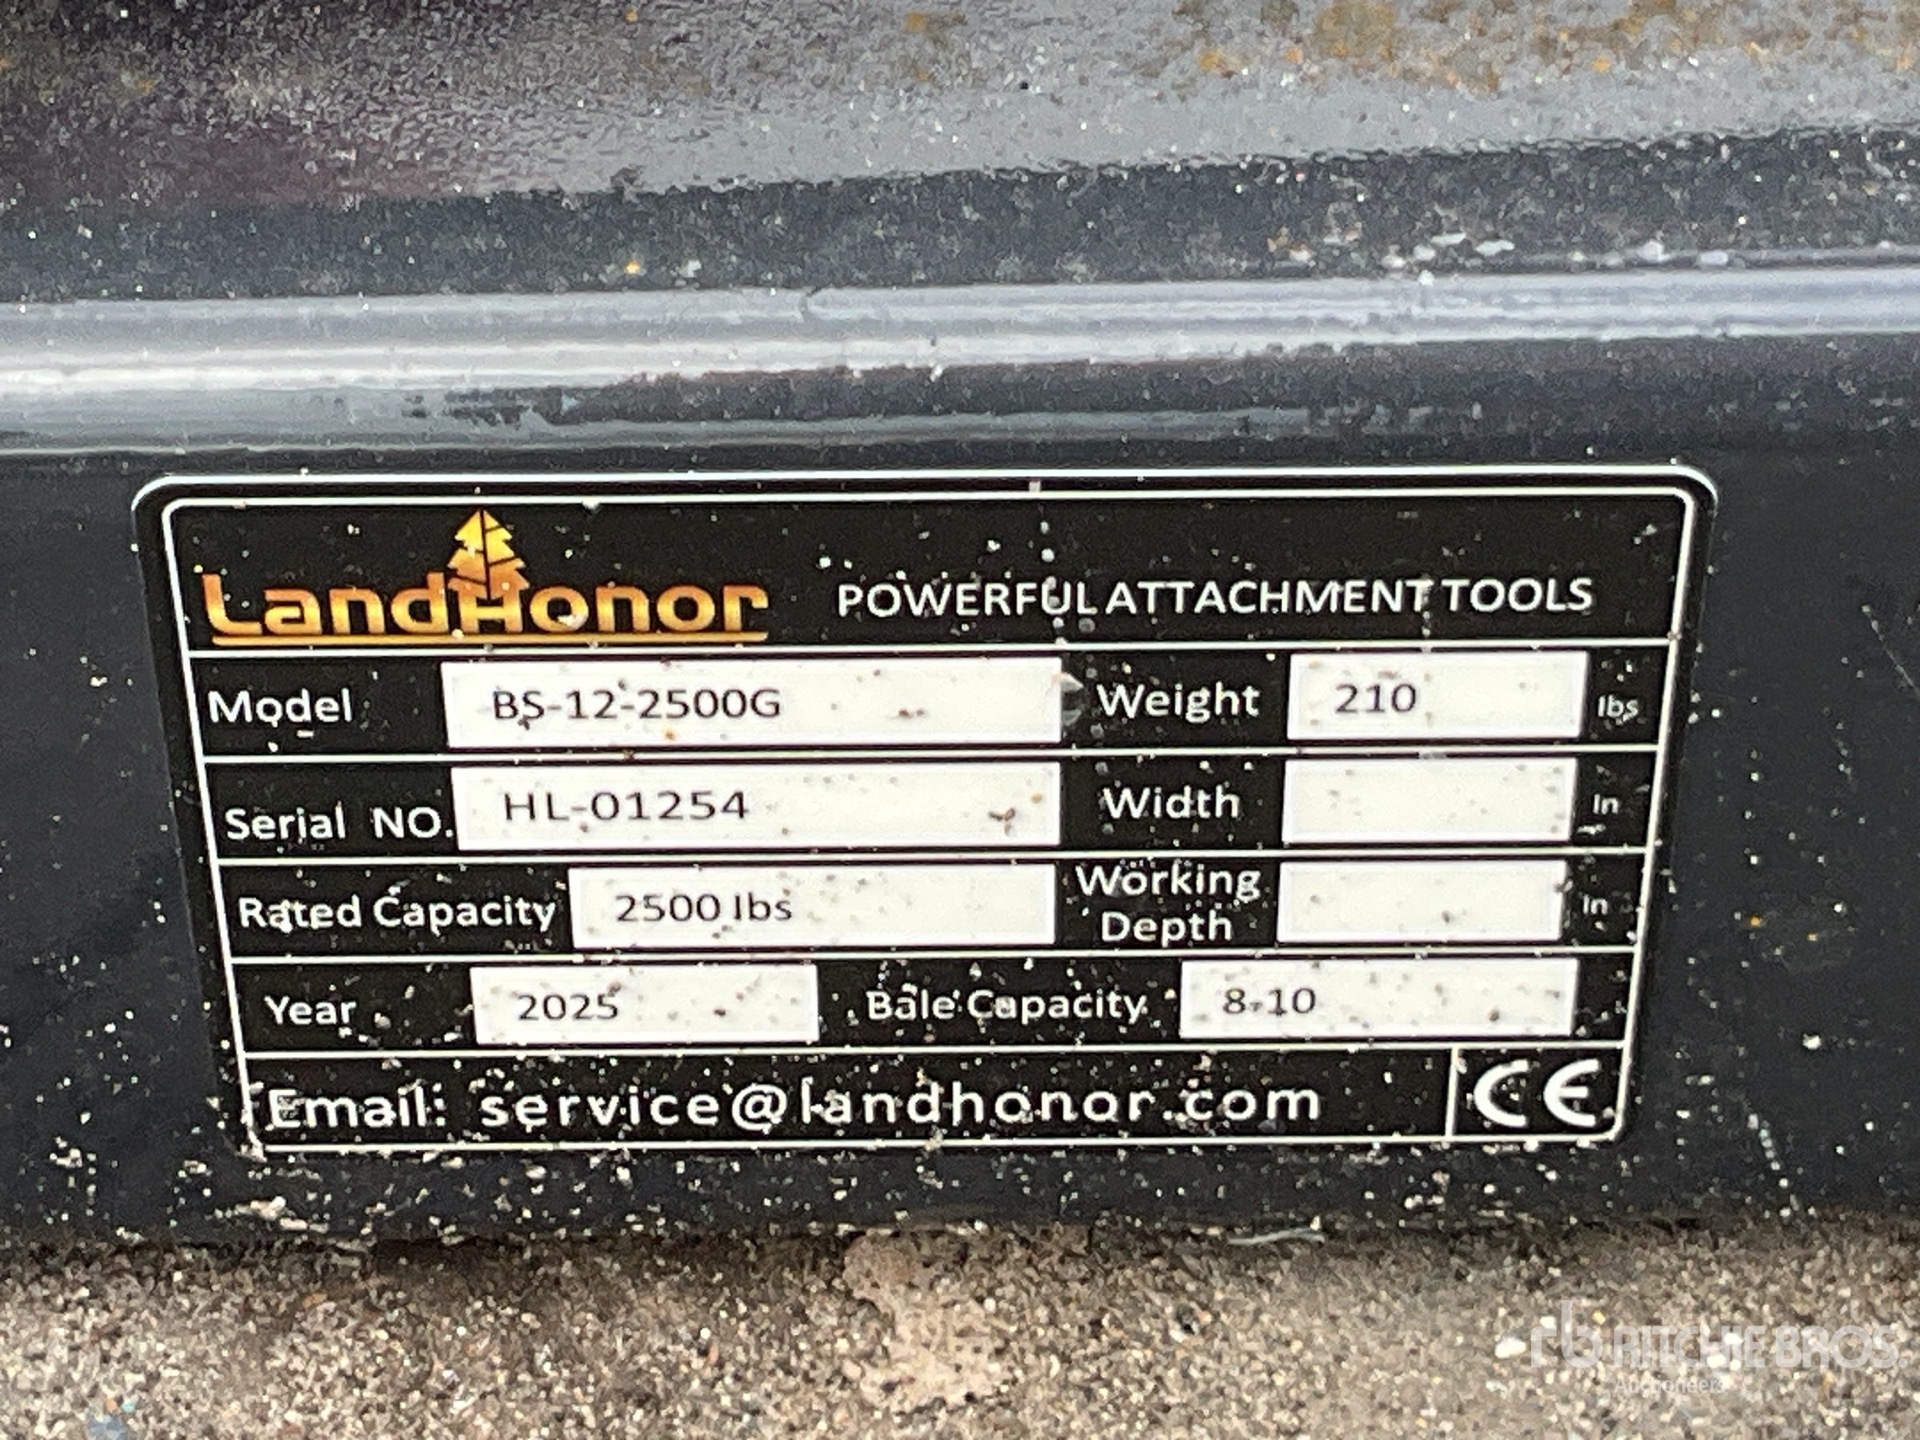 LandHonor POWERFUL ATTACHMENT TOOLS
Model BS-12-2500G Weight 210 lbs
Serial NO. HL-01254 Width In
Rated Capacity 2500 lbs Working Depth In
Year 2025 Bale Capacity 8-10
Email: service@landhonor.com CE
rb RITCHIE BROS.
Auctioneers